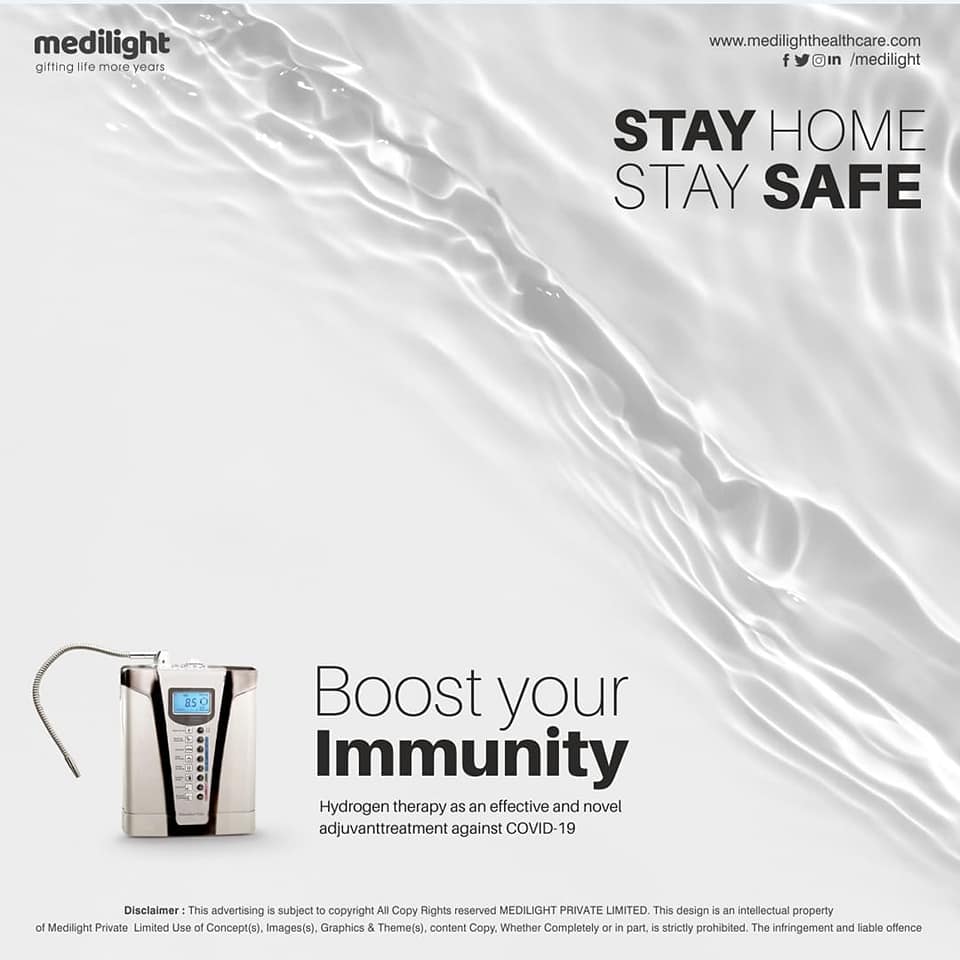 medilight
gifting life more years
www.medilighthealthcare.com
/medilight
STAY HOME
STAY SAFE
8.5
Boost your
Immunity
Hydrogen therapy as an effective and novel
adjuvanttreatment against COVID-19
Disclaimer : This advertising is subject to copyright All Copy Rights reserved MEDILIGHT PRIVATE LIMITED. This design is an intellectual property
of Medilight Private Limited Use of Concept(s), Images(s), Graphics & Theme(s), content Copy, Whether Completely or in part, is strictly prohibited. The infringement and liable offence